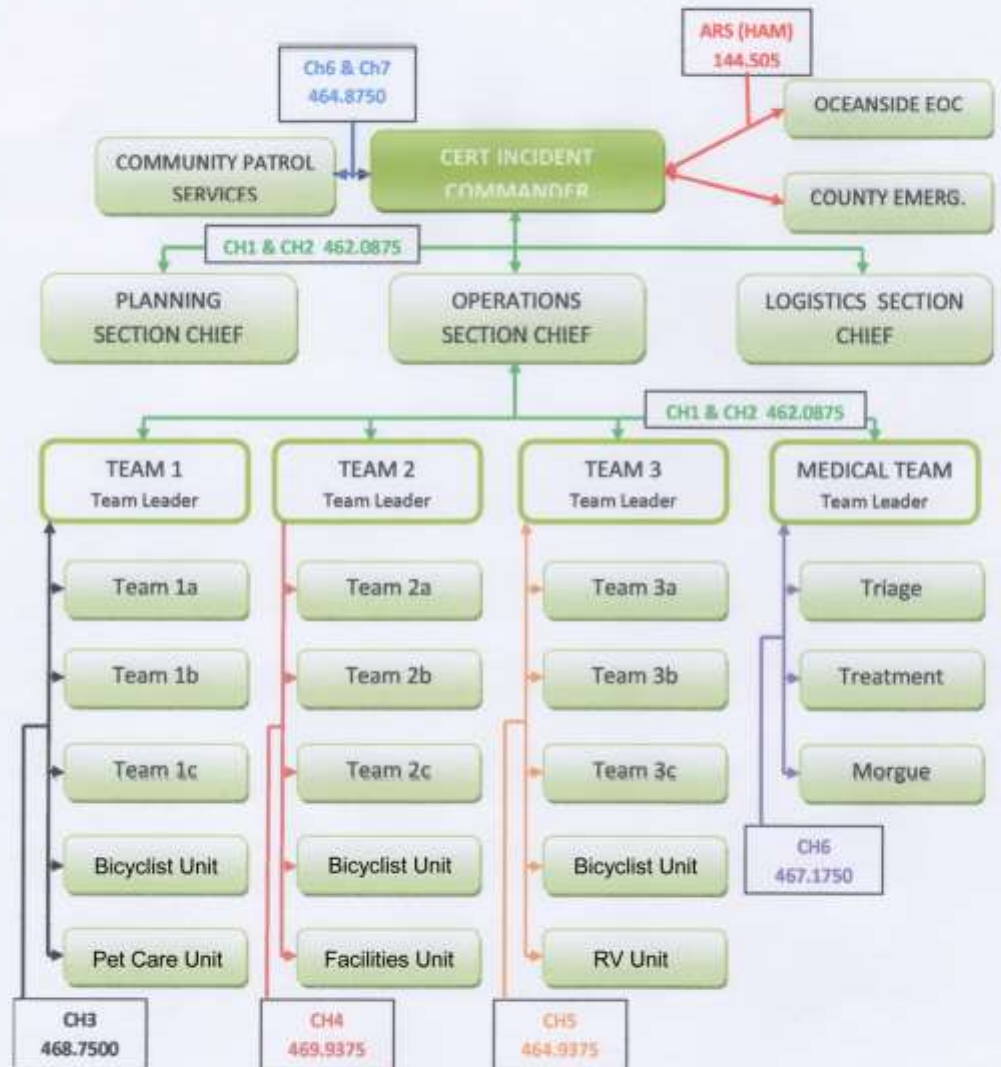 ARS (HAM)
144.505
Ch6 & Ch7
464.8750
OCEANSIDE EOC
COMMUNITY PATROL
SERVICES
CERT INCIDENT
COMMANDER
COUNTY EMERG.
CH1 & CH2 462.0875
PLANNING
SECTION CHIEF
OPERATIONS
SECTION CHIEF
LOGISTICS SECTION
CHIEF
CH1 & CH2 462.0875
TEAM 1
Team Leader
TEAM 2
Team Leader
TEAM 3
Team Leader
MEDICAL TEAM
Team Leader
Team 1a
Team 2a
Team 3a
Triage
Team 1b
Team 2b
Team 3b
Treatment
Team 1c
Team 2c
Team 3c
Morgue
Bicyclist Unit
Bicyclist Unit
Bicyclist Unit
CH6
467.1750
Pet Care Unit
Facilities Unit
RV Unit
CH3
468.7500
CH4
469.9375
CH5
464.9375